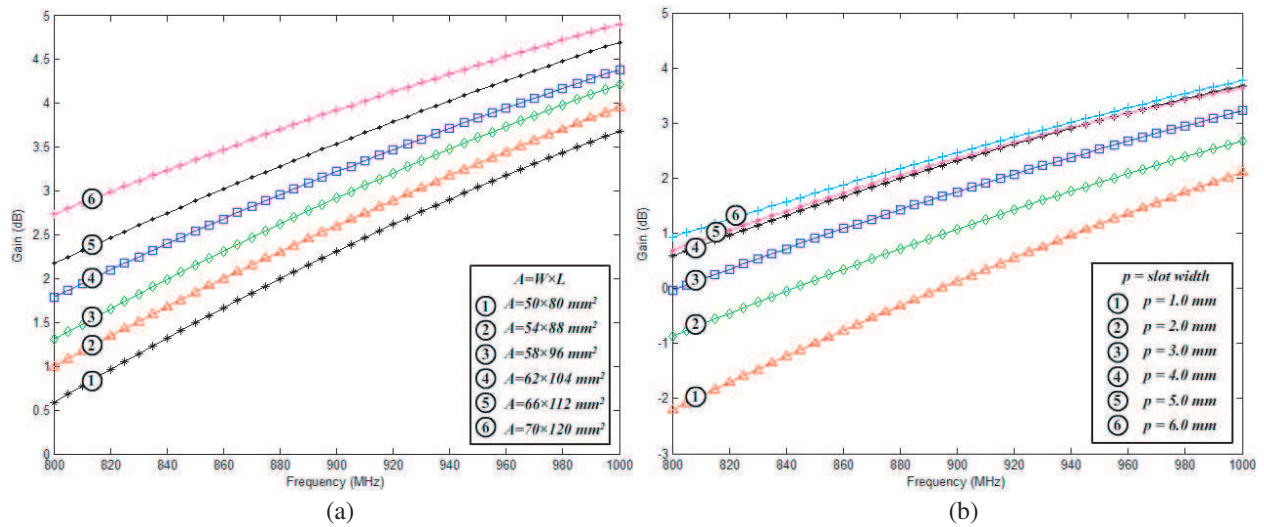 5
4.5
4
3.5
3
2.5
2
1.5
1
0.5
0
Gain (dB)
800 820 840 860 880 900 920 940 960 980 1000
Frequency (MHz)
6
5
4
3
2
1
A=W×L
1 A=50×80 mm²
2 A=54×88 mm²
3 A=58×96 mm²
4 A=62×104 mm²
5 A=66×112 mm²
6 A=70×120 mm²
(a)
5
4
3
2
1
0
-1
-2
-3
Gain (dB)
800 820 840 860 880 900 920 940 960 980 1000
Frequency (MHz)
6
5
4
3
2
1
p = slot width
1 p = 1.0 mm
2 p = 2.0 mm
3 p = 3.0 mm
4 p = 4.0 mm
5 p = 5.0 mm
6 p = 6.0 mm
(b)